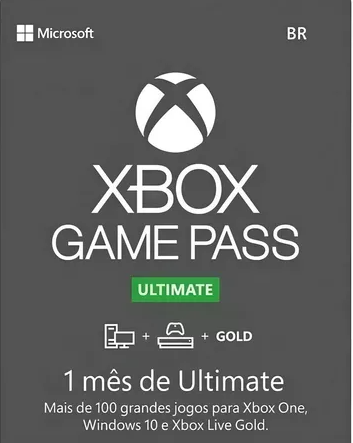 Microsoft
BR
XBOX
GAME PASS
ULTIMATE
+ + GOLD
1 mês de Ultimate
Mais de 100 grandes jogos para Xbox One,
Windows 10 e Xbox Live Gold.